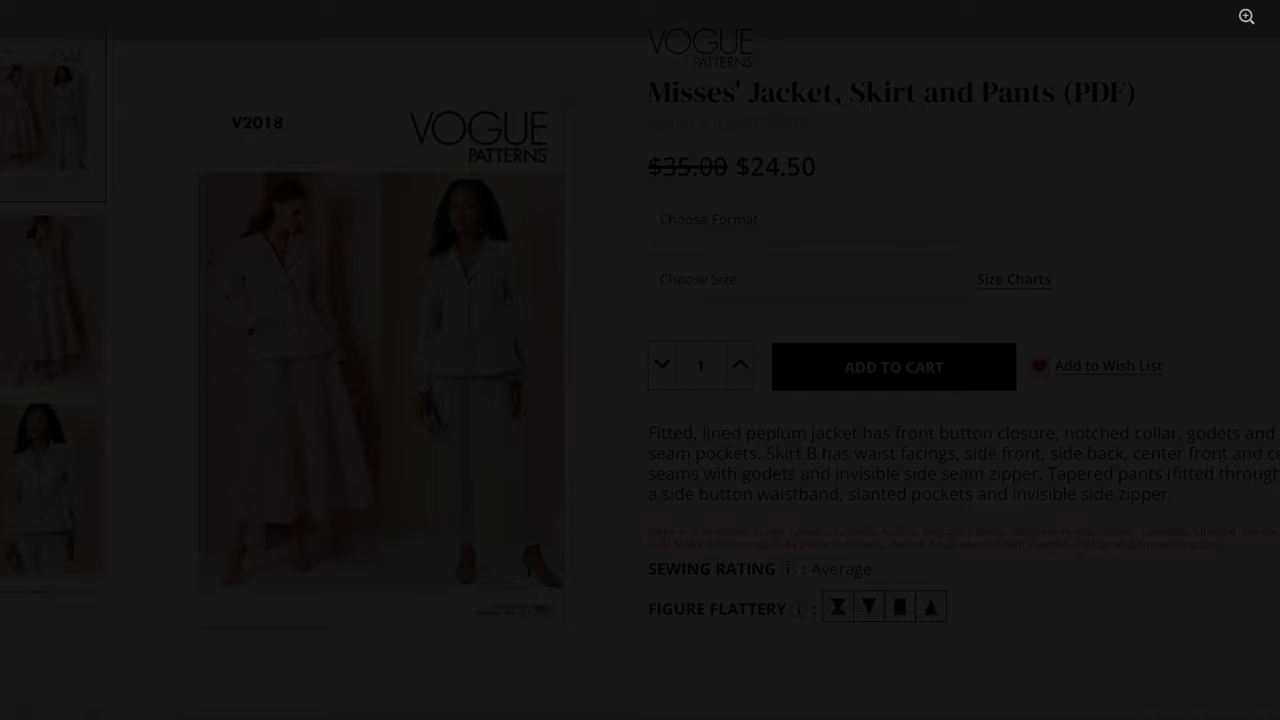 VOGUE
PATTERNS
Misses' Jacket, Skirt and Pants (PDF)
$35.00 $24.50
Choose Format
Choose Size
Size Charts
1
ADD TO CART
Add to Wish List
Fitted, lined peplum jacket has front button closure, notched collar, godets and
seam pockets. Skirt B has waist facings, side front, side back, center front and
seams with godets and invisible side seam zipper. Tapered pants (fitted through
a side button waistband, slanted pockets and invisible side zipper.
SEWING RATING ⓘ : Average
FIGURE FLATTERY ⓘ :
V2018
VOGUE
PATTERNS